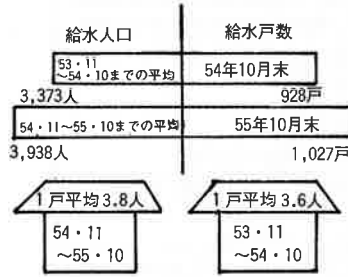 給水人口
給水戸数
53・11
～54・10までの平均
54年10月末
3,373人
928戸
54・11～55・10までの平均
55年10月末
3,938人
1,027戸
1戸平均3.8人
54・11
～55・10
1戸平均3.6人
53・11
～54・10